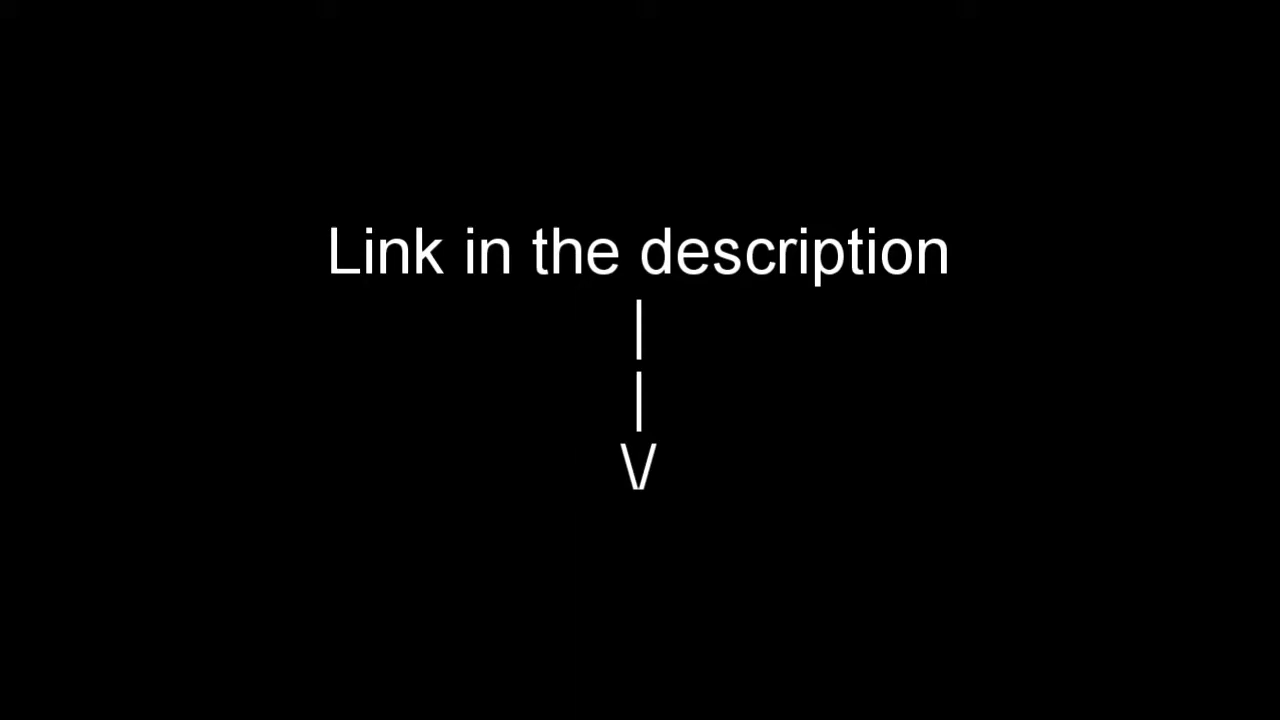 Link in the description
|
|
\/